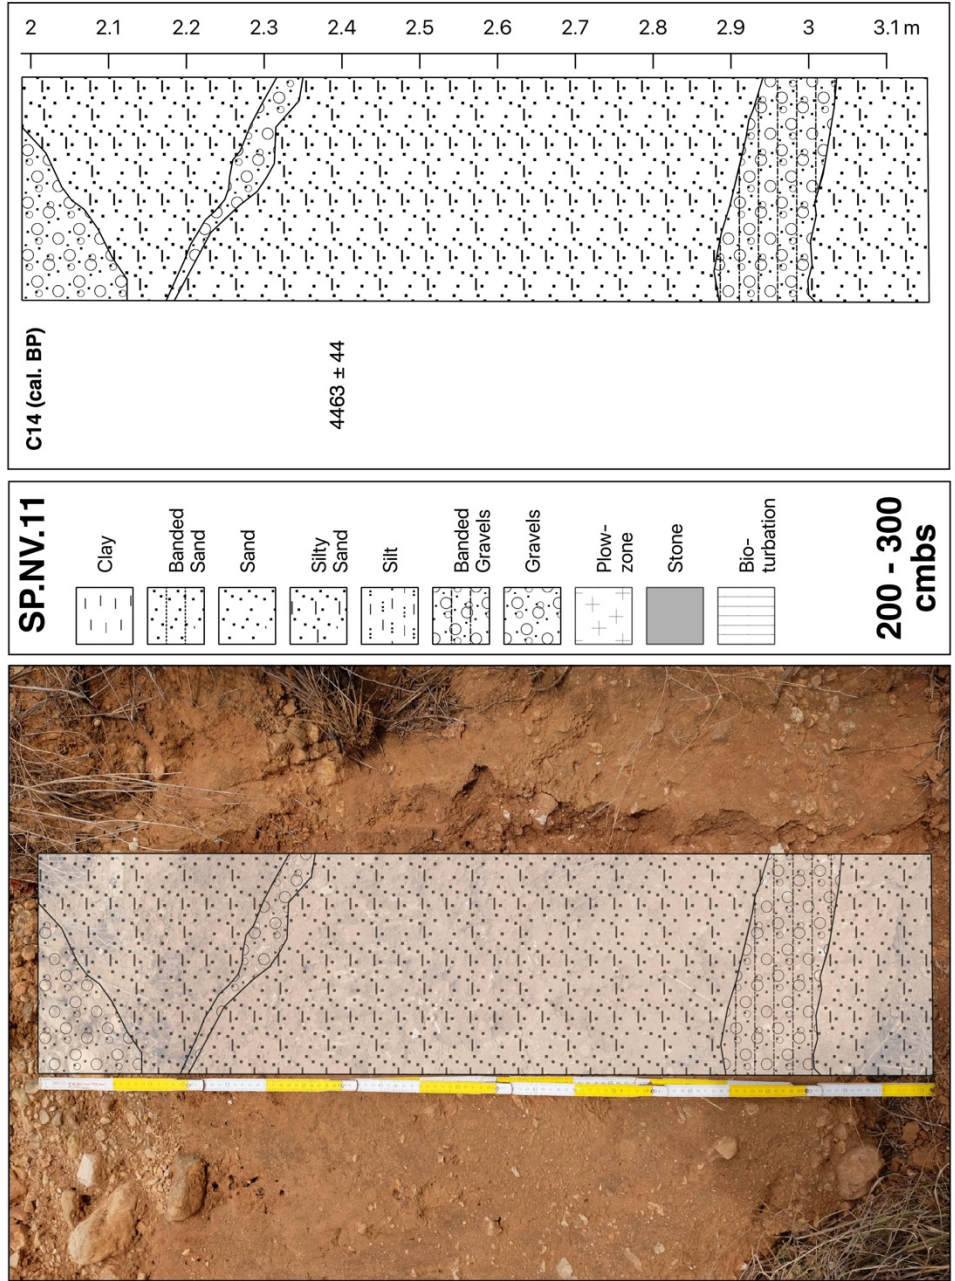 2
2.1
2.2
2.3
2.4
2.5
2.6
2.7
2.8
2.9
3
3.1 m
C14 (cal. BP)
4463 ± 44
SP.NV.11
Clay
Banded
Sand
Sand
Silty
Sand
Silt
Banded
Gravels
Gravels
Plow-
zone
Stone
Bio-
turbation
200 - 300
cmbs